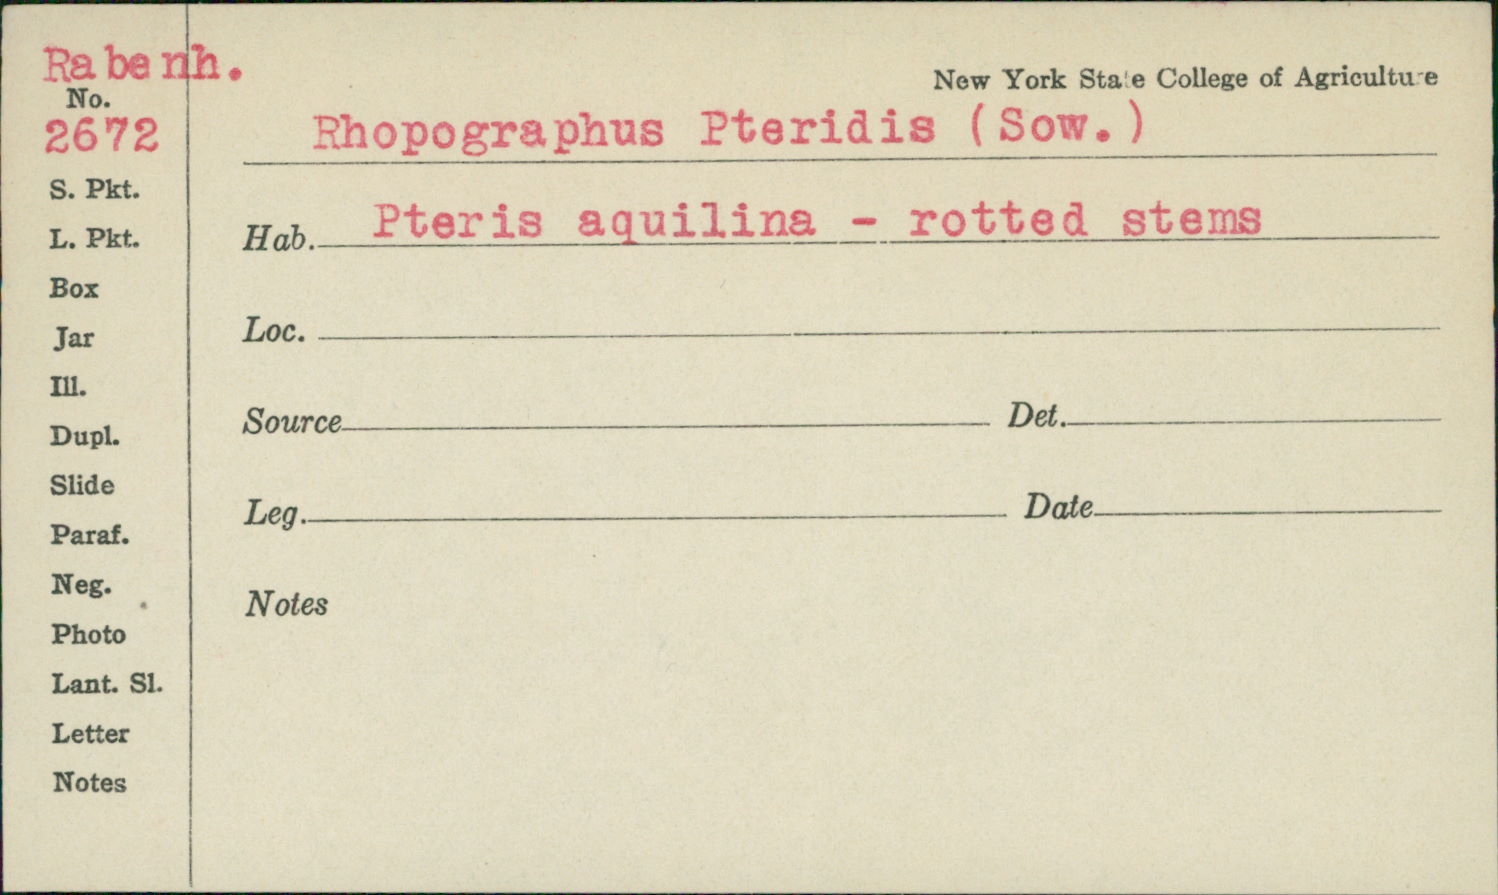 Rabenh.
New York State College of Agriculture
No.
2672
Rhopographus Pteridis (Sow.)
S. Pkt.
Hab. Pteris aquilina - rotted stems
L. Pkt.
Box
Loc.
Jar
Ill.
Source Det.
Dupl.
Slide
Leg. Date
Paraf.
Neg.
Notes
Photo
Lant. Sl.
Letter
Notes